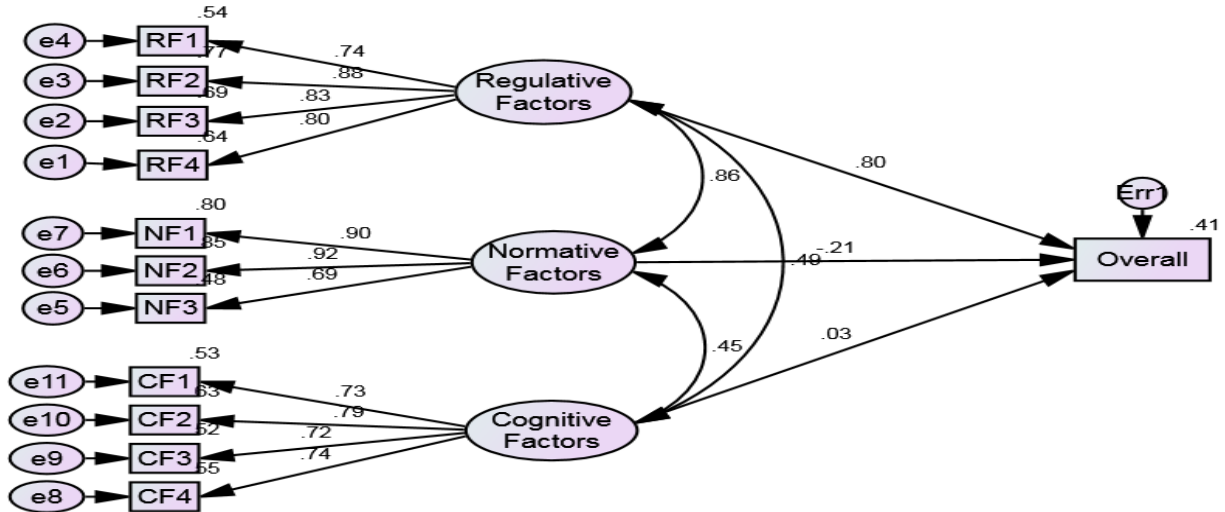 .54
e4
RF1
.74
.77
e3
RF2
.88
Regulative
Factors
.69
e2
RF3
.83
.80
.64
e1
RF4
.80
.86
Err1
.41
.80
e7
NF1
.90
.85
e6
NF2
.92
Normative
Factors
-.21
.49
Overall
.48
e5
NF3
.69
.03
.45
.53
e11
CF1
.73
.63
e10
CF2
.79
Cognitive
Factors
.52
e9
CF3
.72
.74
.55
e8
CF4